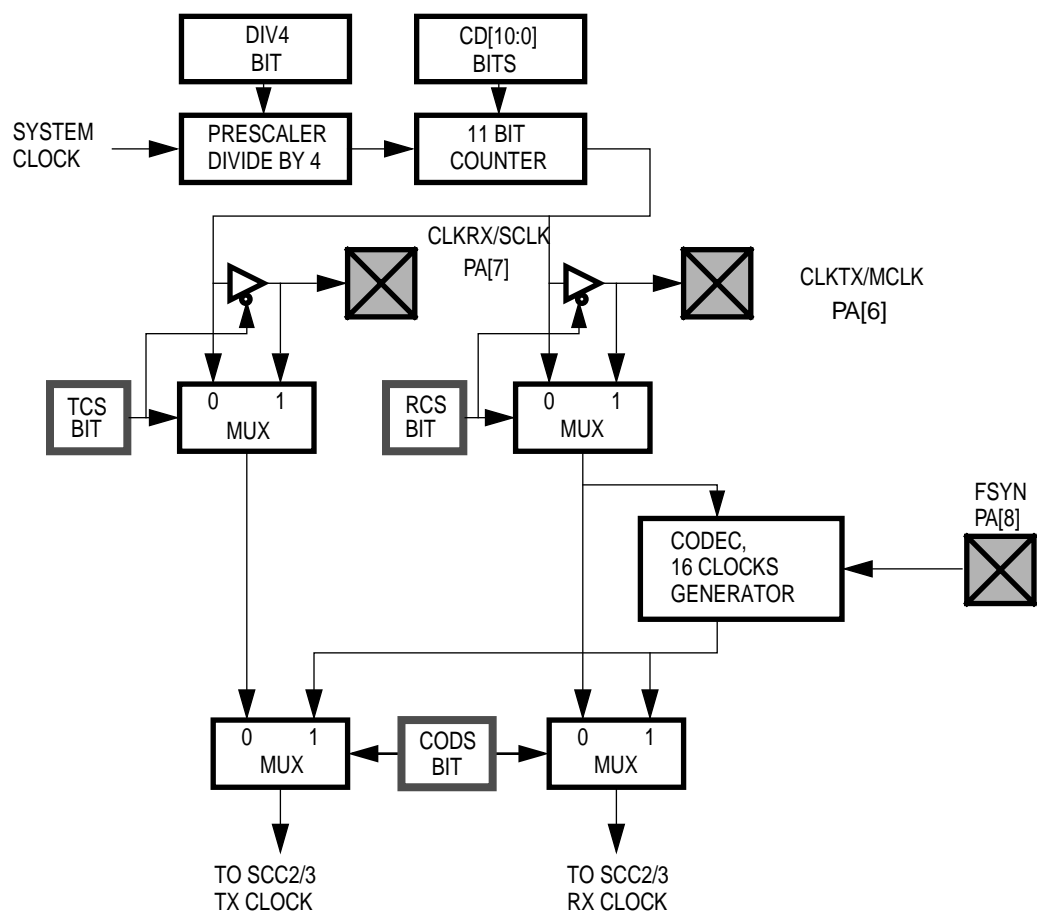 DIV4
BIT
CD[10:0]
BITS
SYSTEM
CLOCK
PRESCALER
DIVIDE BY 4
11 BIT
COUNTER
CLKRX/SCLK
PA[7]
CLKTX/MCLK
PA[6]
TCS
BIT
0 1
MUX
RCS
BIT
0 1
MUX
FSYN
PA[8]
CODEC,
16 CLOCKS
GENERATOR
0 1
MUX
CODS
BIT
0 1
MUX
TO SCC2/3
TX CLOCK
TO SCC2/3
RX CLOCK